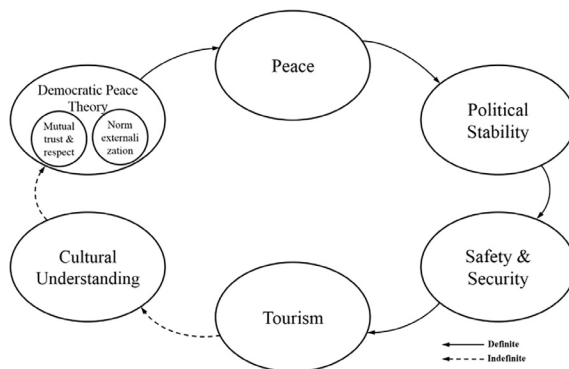 Peace
Democratic Peace
Theory
Mutual
trust &
respect
Norm
externali
zation
Political
Stability
Cultural
Understanding
Safety &
Security
Tourism
Definite
Indefinite